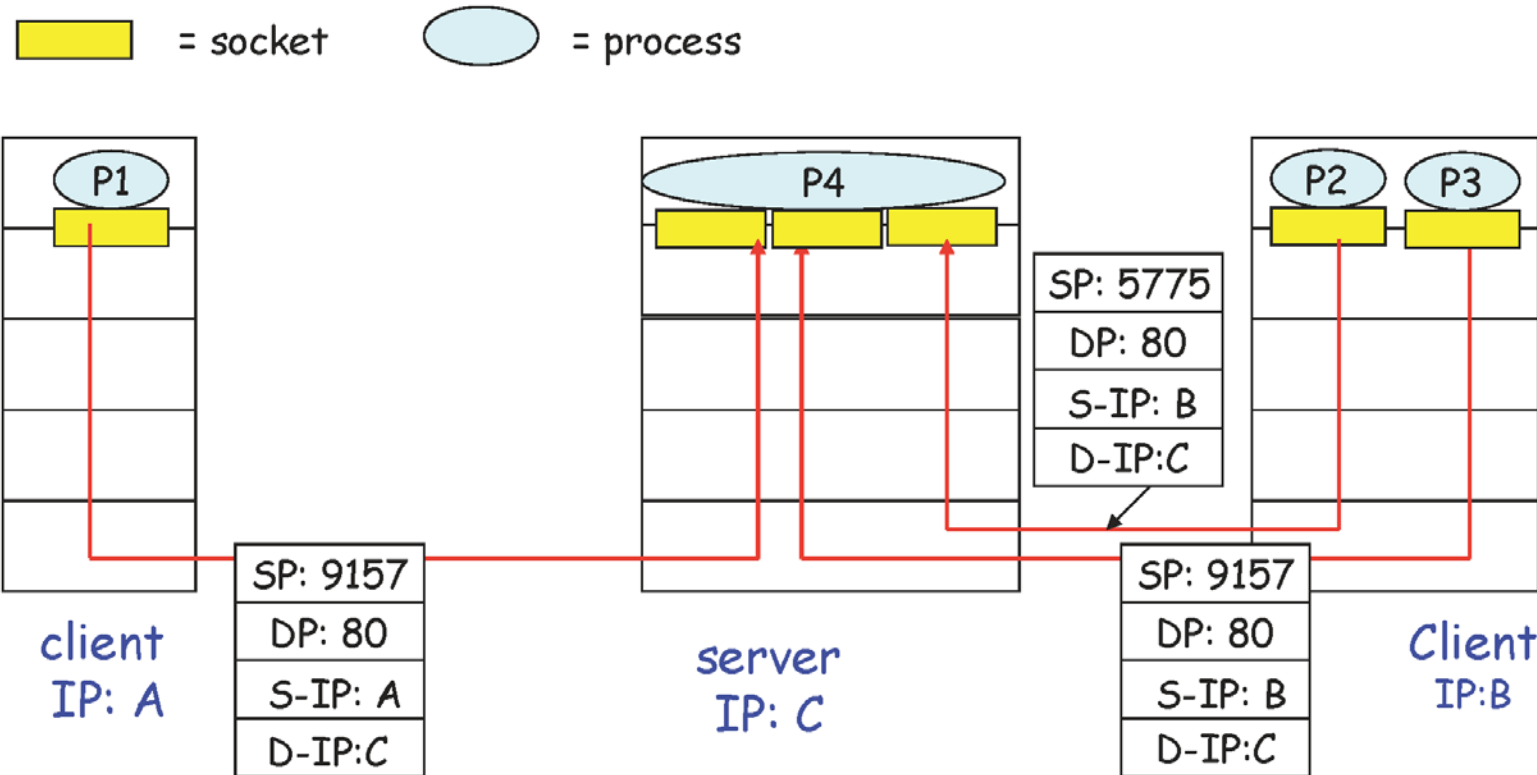 = socket
= process
P1
P4
P2
P3
SP: 5775
DP: 80
S-IP: B
D-IP:C
SP: 9157
DP: 80
S-IP: A
D-IP:C
SP: 9157
DP: 80
S-IP: B
D-IP:C
client
IP: A
server
IP: C
Client
IP:B